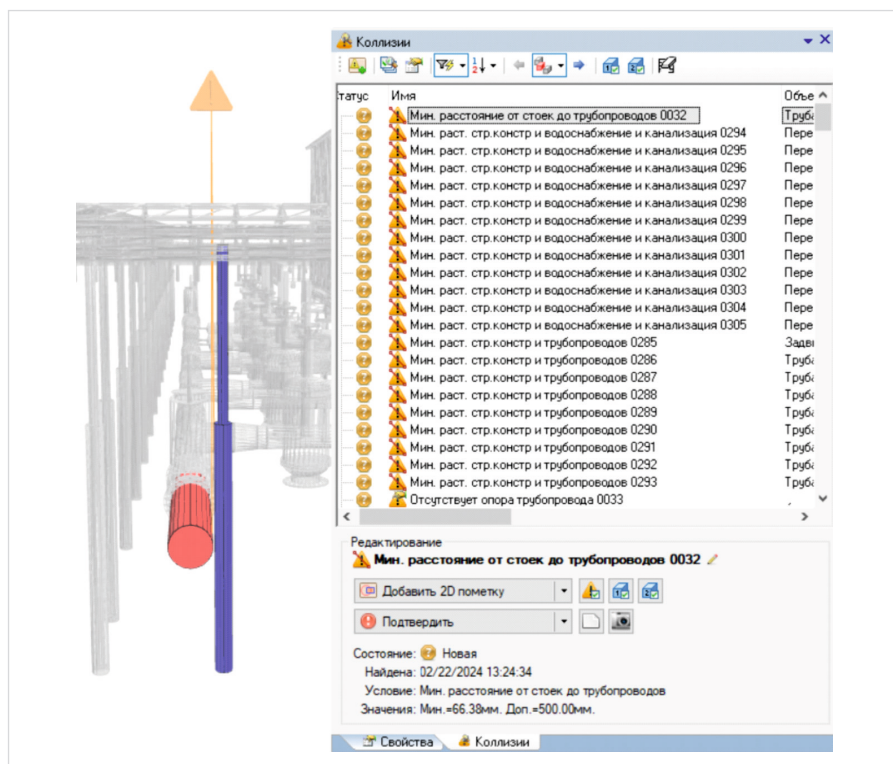 Коллизии
Статус Имя Объе
Мин. расстояние от стоек до трубопроводов 0032 Труба
Мин. раст. стр.констр и водоснабжение и канализация 0294 Пере
Мин. раст. стр.констр и водоснабжение и канализация 0295 Пере
Мин. раст. стр.констр и водоснабжение и канализация 0296 Пере
Мин. раст. стр.констр и водоснабжение и канализация 0297 Пере
Мин. раст. стр.констр и водоснабжение и канализация 0298 Пере
Мин. раст. стр.констр и водоснабжение и канализация 0299 Пере
Мин. раст. стр.констр и водоснабжение и канализация 0300 Пере
Мин. раст. стр.констр и водоснабжение и канализация 0301 Пере
Мин. раст. стр.констр и водоснабжение и канализация 0302 Пере
Мин. раст. стр.констр и водоснабжение и канализация 0303 Пере
Мин. раст. стр.констр и водоснабжение и канализация 0304 Пере
Мин. раст. стр.констр и водоснабжение и канализация 0305 Пере
Мин. раст. стр.констр и трубопроводов 0285 Задви
Мин. раст. стр.констр и трубопроводов 0286 Труба
Мин. раст. стр.констр и трубопроводов 0287 Труба
Мин. раст. стр.констр и трубопроводов 0288 Труба
Мин. раст. стр.констр и трубопроводов 0289 Труба
Мин. раст. стр.констр и трубопроводов 0290 Труба
Мин. раст. стр.констр и трубопроводов 0291 Труба
Мин. раст. стр.констр и трубопроводов 0292 Труба
Мин. раст. стр.констр и трубопроводов 0293 Труба
Отсутствует опора трубопровода 0033
Редактирование
Мин. расстояние от стоек до трубопроводов 0032
Добавить 2D пометку
Подтвердить
Состояние: Новая
Найдена: 02/22/2024 13:24:34
Условие: Мин. расстояние от стоек до трубопроводов
Значения: Мин.=66.38мм. Доп.=500.00мм.
Свойства Коллизии